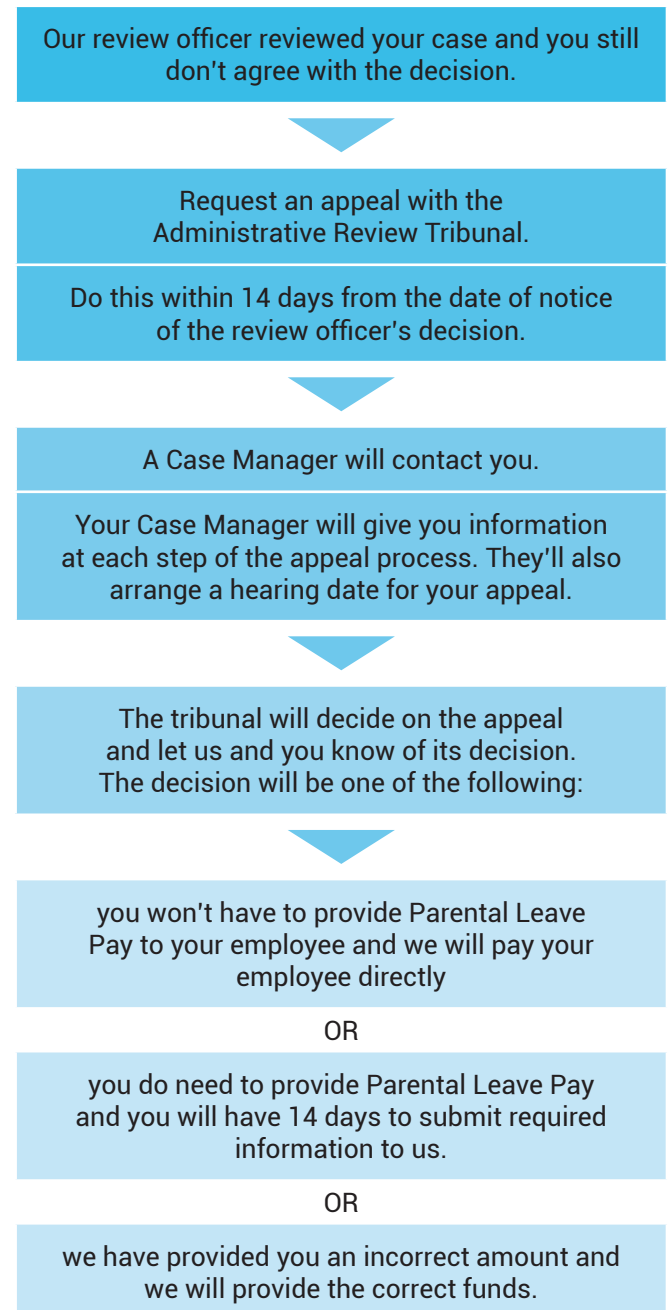 Our review officer reviewed your case and you still
don't agree with the decision.
Request an appeal with the
Administrative Review Tribunal.
Do this within 14 days from the date of notice
of the review officer's decision.
A Case Manager will contact you.
Your Case Manager will give you information
at each step of the appeal process. They'll also
arrange a hearing date for your appeal.
The tribunal will decide on the appeal
and let us and you know of its decision.
The decision will be one of the following:
you won't have to provide Parental Leave
Pay to your employee and we will pay your
employee directly
OR
you do need to provide Parental Leave Pay
and you will have 14 days to submit required
information to us.
OR
we have provided you an incorrect amount and
we will provide the correct funds.